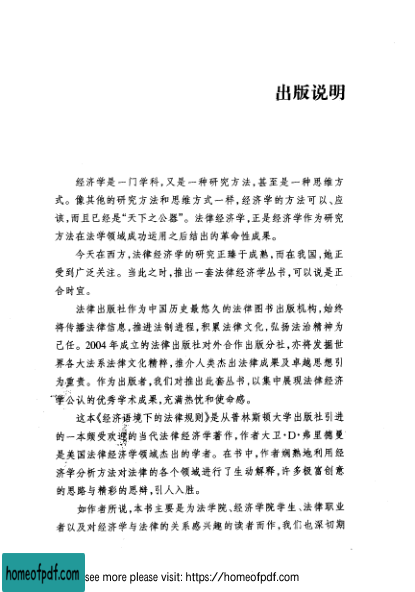 出版说明
经济学是一门学科,又是一种研究方法,甚至是一种思维方
式。像其他的研究方法和思维方式一样,经济学的方法可以、应
该,而且已经是“天下之公器”。法律经济学,正是经济学作为研究
方法在法学领域成功运用之后结出的革命性成果。
今天在西方,法律经济学的研究正臻于成熟,而在我国,她正
受到广泛关注。当此之时,推出一套法律经济学丛书,可以说是正
合时宜。
法律出版社作为中国历史最悠久的法律图书出版机构,始终
将传播法律信息,推进法制进程,积累法律文化,弘扬法治精神为
己任。2004年成立的法律出版社对外合作出版分社,亦将发掘世
界各大法系法律文化精粹,推介人类杰出法律成果及卓越思想引
为重责。作为出版者,我们对推出此套丛书,以集中展现法律经济
学公认的优秀学术成果,充满热忱和使命感。
这本《经济语境下的法律规则》是从普林斯顿大学出版社引进
的一本颇受欢迎的当代法律经济学著作,作者大卫·D·弗里德曼
是美国法律经济学领域杰出的学者。在书中,作者娴熟地利用经
济学分析方法对法律的各个领域进行了生动解释,许多极富创意
的思路与精彩的思辩,引人入胜。
如作者所说,本书主要是为法学院、经济学院学生、法律职业
者以及对经济学与法律的关系感兴趣的读者而作,我们也深切期
homeofpdf.com
see more please visit: https://homeofpdf.com